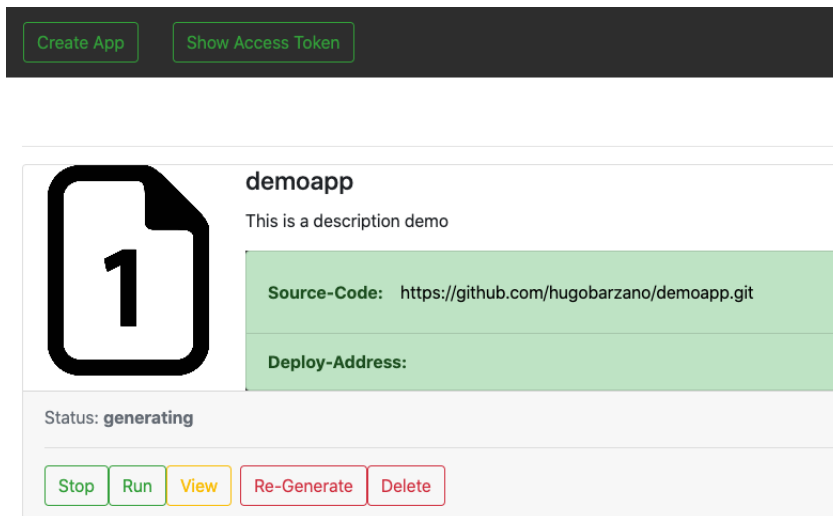 Create App Show Access Token
demoapp
This is a description demo
1
Source-Code: https://github.com/hugobarzano/demoapp.git
Deploy-Address:
Status: generating
Stop Run View Re-Generate Delete